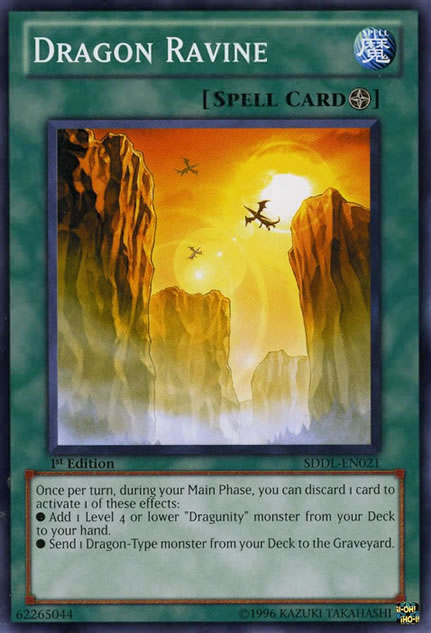 DRAGON RAVINE
SPELL
魔
[SPELL CARD]
1st Edition
SDDL-EN021
Once per turn, during your Main Phase, you can discard 1 card to
activate 1 of these effects:
● Add 1 Level 4 or lower "Dragunity" monster from your Deck
to your hand.
● Send 1 Dragon-Type monster from your Deck to the Graveyard.
62265044
©1996 KAZUKI TAKAHASHI